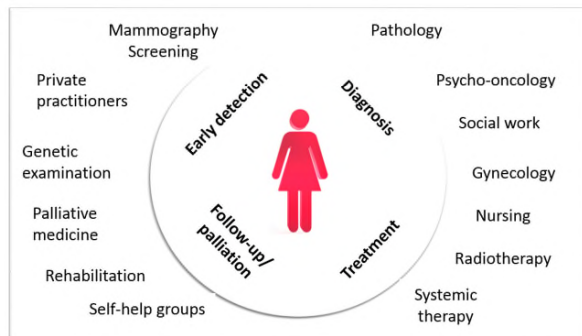 Mammography
Screening
Pathology
Private
practitioners
Psycho-oncology
Early detection
Diagnosis
Social work
Genetic
examination
Gynecology
Palliative
medicine
Nursing
Follow-up/
palliation
Treatment
Radiotherapy
Rehabilitation
Systemic
therapy
Self-help groups